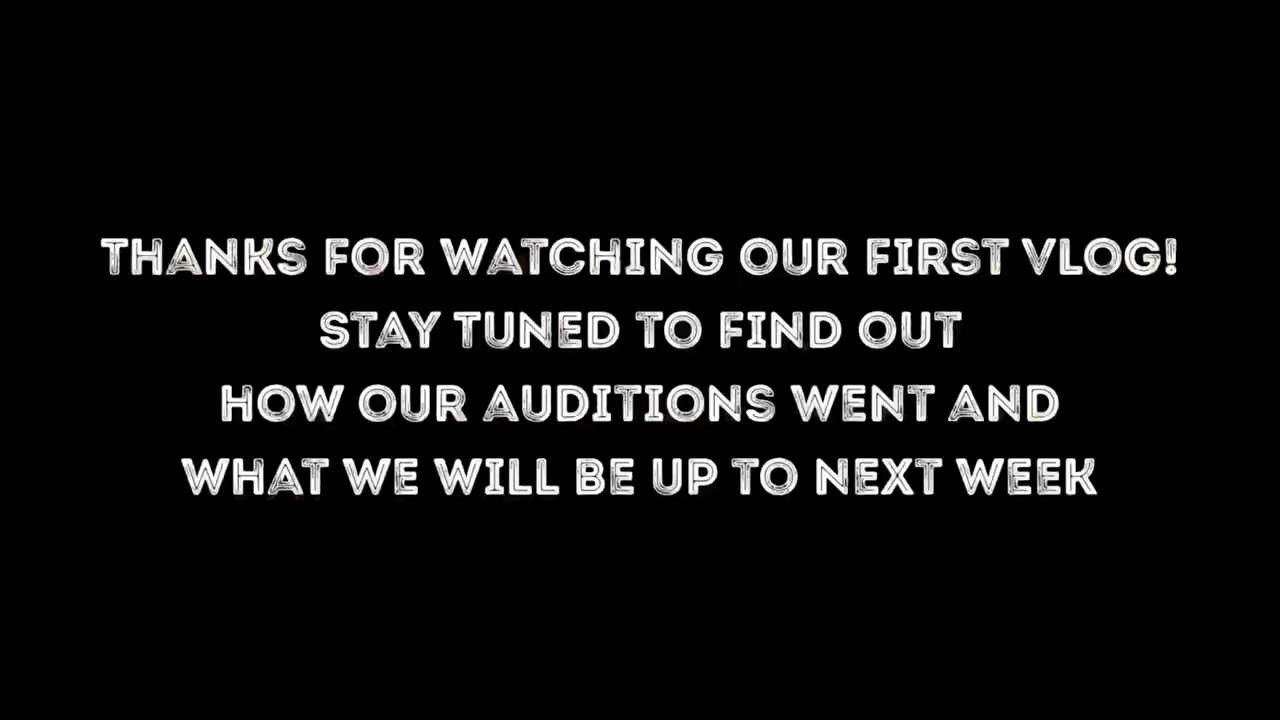 THANKS FOR WATCHING OUR FIRST VLOG!
STAY TUNED TO FIND OUT
HOW OUR AUDITIONS WENT AND
WHAT WE WILL BE UP TO NEXT WEEK